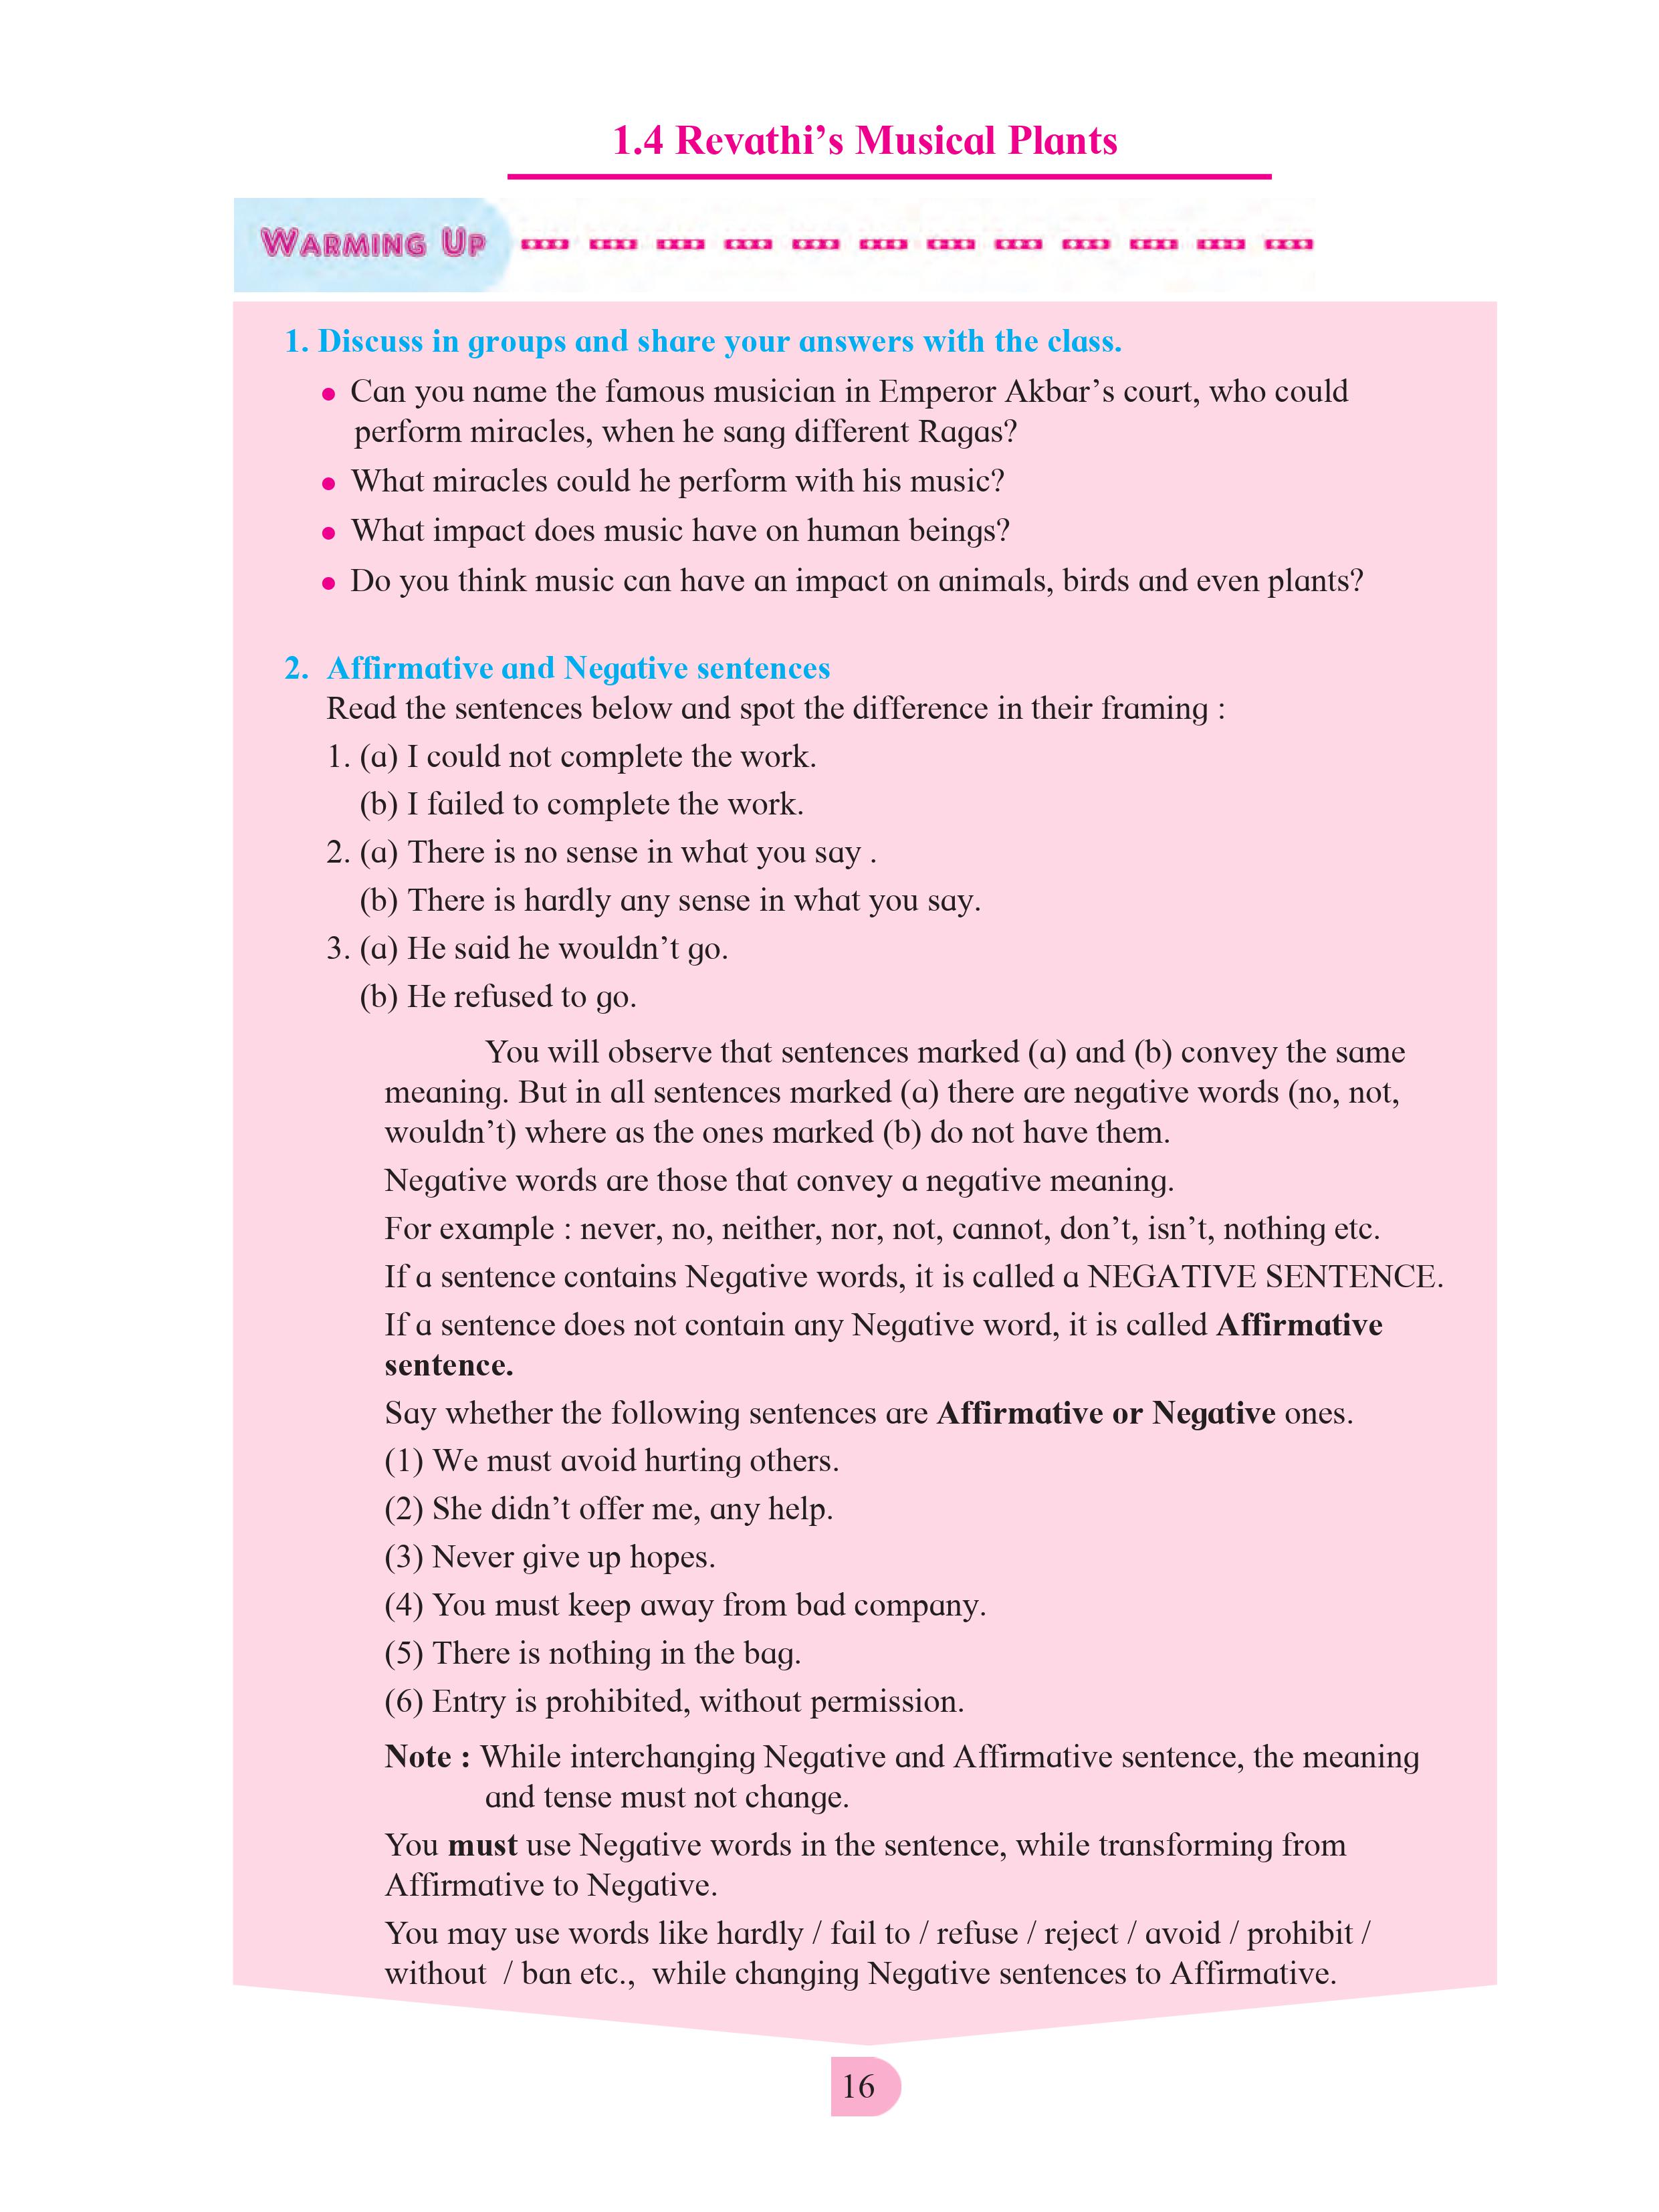 1.4 Revathi’s Musical Plants
Warming Up
1. Discuss in groups and share your answers with the class.
● Can you name the famous musician in Emperor Akbar’s court, who could
perform miracles, when he sang different Ragas?
● What miracles could he perform with his music?
● What impact does music have on human beings?
● Do you think music can have an impact on animals, birds and even plants?
2. Affirmative and Negative sentences
Read the sentences below and spot the difference in their framing :
1. (a) I could not complete the work.
(b) I failed to complete the work.
2. (a) There is no sense in what you say .
(b) There is hardly any sense in what you say.
3. (a) He said he wouldn’t go.
(b) He refused to go.
You will observe that sentences marked (a) and (b) convey the same
meaning. But in all sentences marked (a) there are negative words (no, not,
wouldn’t) where as the ones marked (b) do not have them.
Negative words are those that convey a negative meaning.
For example : never, no, neither, nor, not, cannot, don’t, isn’t, nothing etc.
If a sentence contains Negative words, it is called a NEGATIVE SENTENCE.
If a sentence does not contain any Negative word, it is called Affirmative
sentence.
Say whether the following sentences are Affirmative or Negative ones.
(1) We must avoid hurting others.
(2) She didn’t offer me, any help.
(3) Never give up hopes.
(4) You must keep away from bad company.
(5) There is nothing in the bag.
(6) Entry is prohibited, without permission.
Note : While interchanging Negative and Affirmative sentence, the meaning
and tense must not change.
You must use Negative words in the sentence, while transforming from
Affirmative to Negative.
You may use words like hardly / fail to / refuse / reject / avoid / prohibit /
without / ban etc., while changing Negative sentences to Affirmative.
16